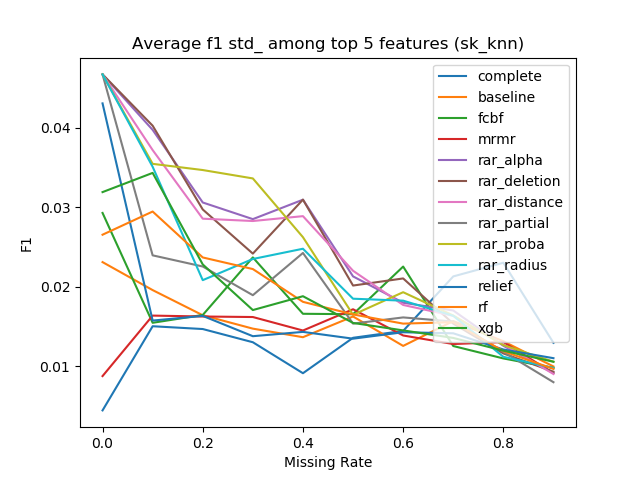 Average f1 std_ among top 5 features (sk_knn)
F1
0.04
0.03
0.02
0.01
0.0
0.2
0.4
0.6
0.8
Missing Rate
complete
baseline
fcbf
mrmr
rar_alpha
rar_deletion
rar_distance
rar_partial
rar_proba
rar_radius
relief
rf
xgb